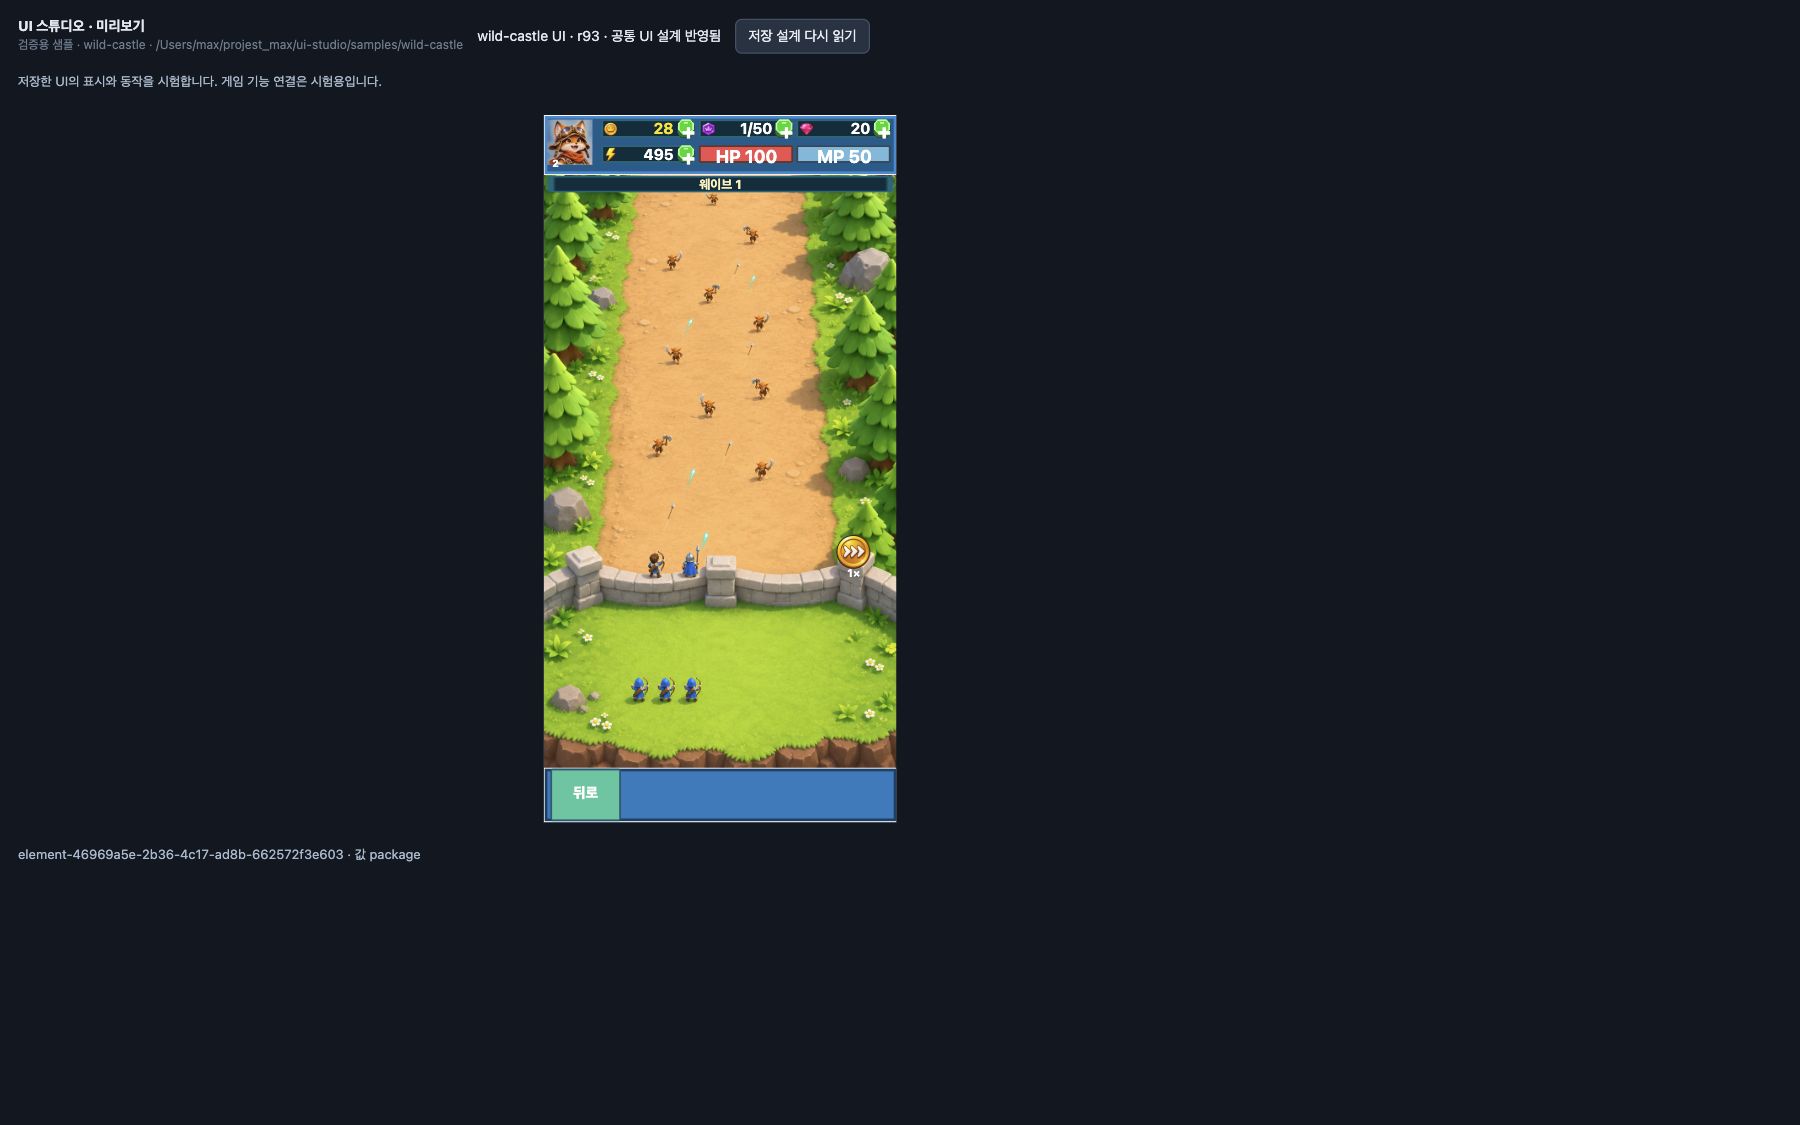 UI 스튜디오 · 미리보기
검증용 샘플 · wild-castle · /Users/max/projest_max/ui-studio/samples/wild-castle
wild-castle UI · r93 · 공통 UI 설계 반영됨
저장 설계 다시 읽기
저장한 UI의 표시와 동작을 시험합니다. 게임 기능 연결은 시험용입니다.
28 1/50 20
2 495 HP 100 MP 50
웨이브 1
1×
뒤로
element-46969a5e-2b36-4c17-ad8b-662572f3e603 · 값 package